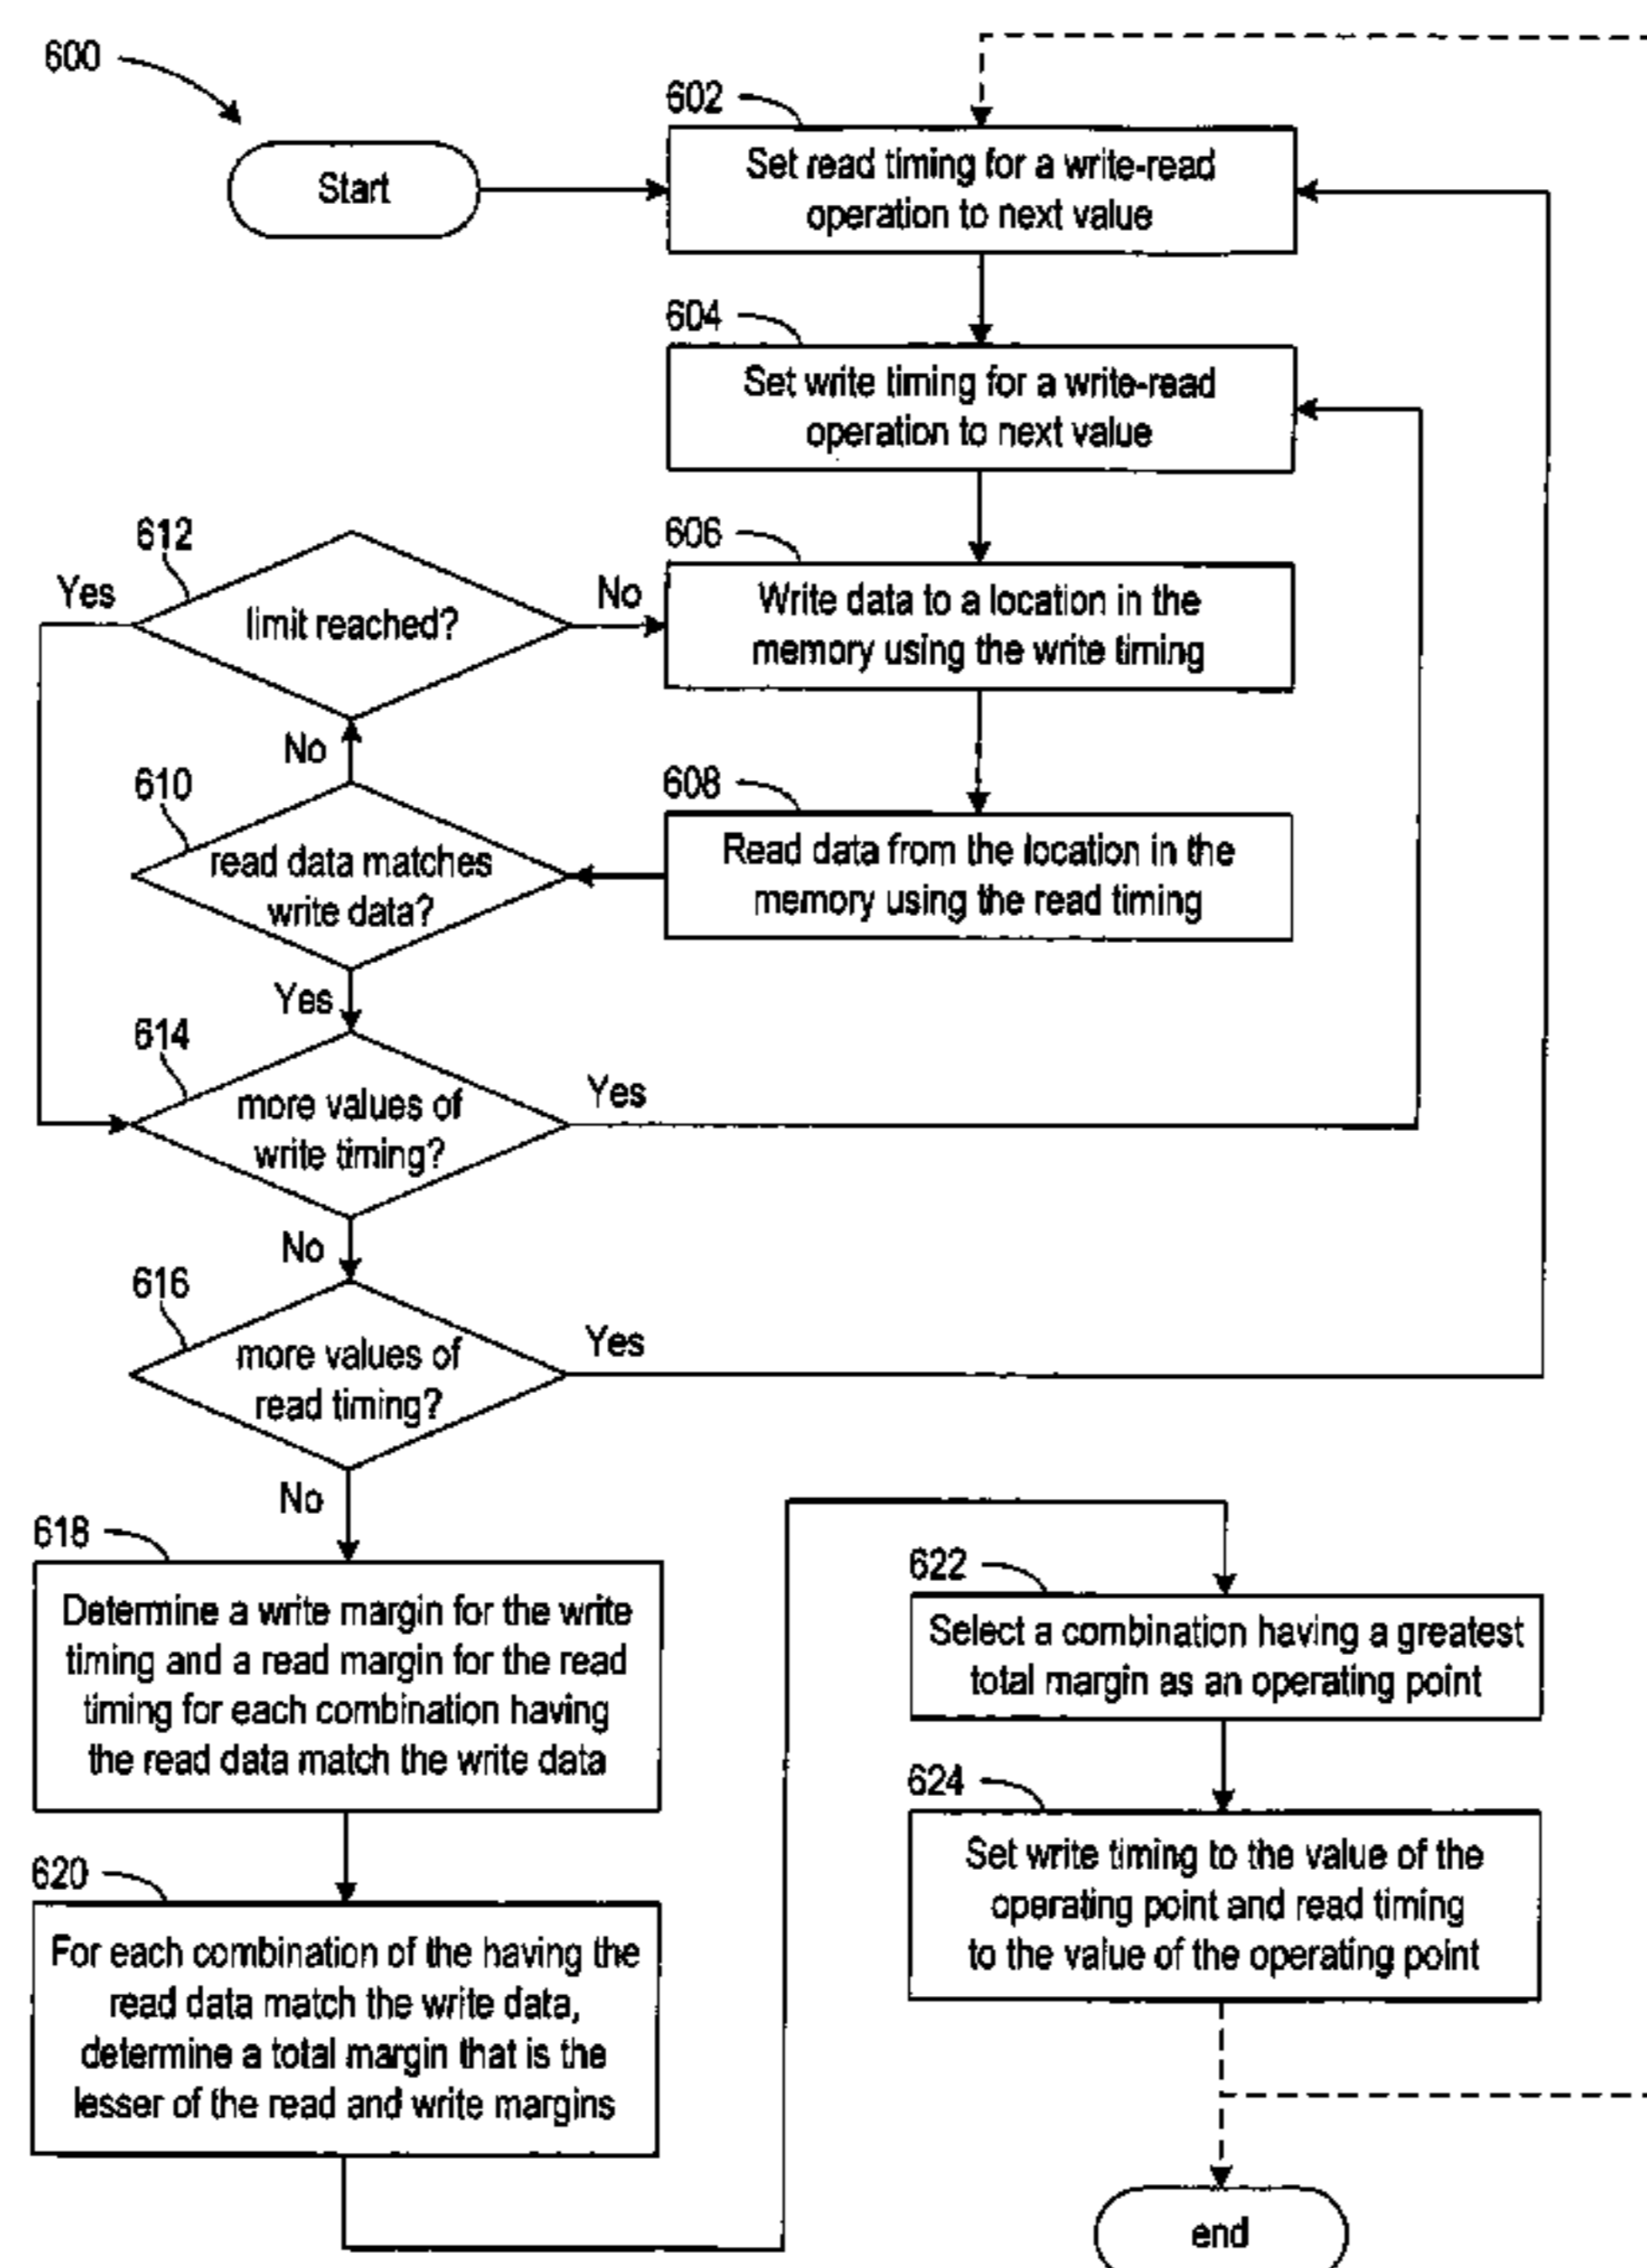 600
Start
602
Set read timing for a write-read
operation to next value
604
Set write timing for a write-read
operation to next value
612
Yes
limit reached?
No
606
Write data to a location in the
memory using the write timing
No
610
read data matches
write data?
608
Read data from the location in the
memory using the read timing
Yes
614
more values of
write timing?
Yes
No
616
more values of
read timing?
Yes
No
618
Determine a write margin for the write
timing and a read margin for the read
timing for each combination having
the read data match the write data
620
For each combination of the having the
read data match the write data,
determine a total margin that is the
lesser of the read and write margins
622
Select a combination having a greatest
total margin as an operating point
624
Set write timing to the value of the
operating point and read timing
to the value of the operating point
end